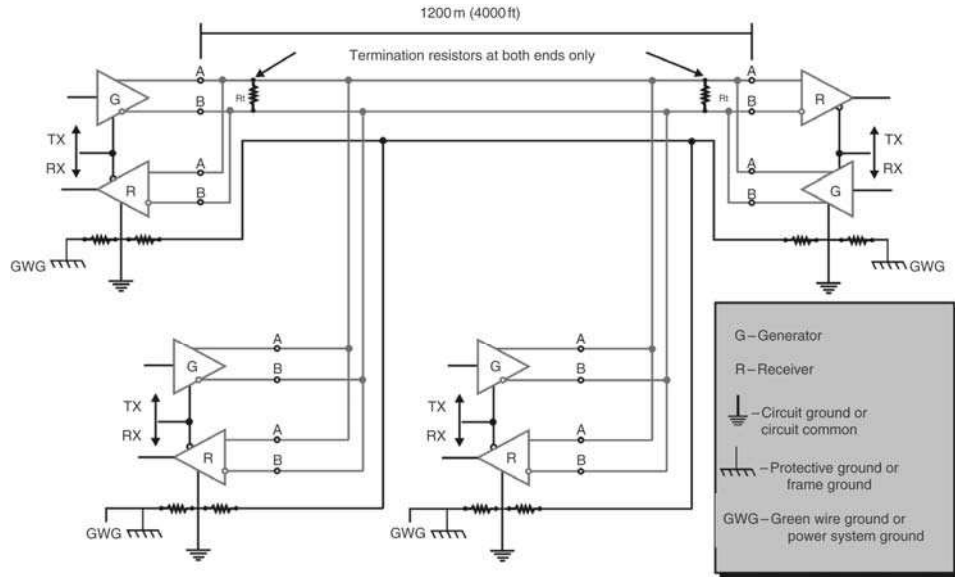 1200 m (4000 ft)
Termination resistors at both ends only
A
A
G
Rt
Rt
R
B
B
TX
TX
RX
RX
A
A
R
G
B
B
GWG
GWG
A
A
G
G
B
B
TX
TX
RX
RX
A
A
R
R
B
B
GWG
GWG
G – Generator
R – Receiver
– Circuit ground or
circuit common
– Protective ground or
frame ground
GWG – Green wire ground or
power system ground